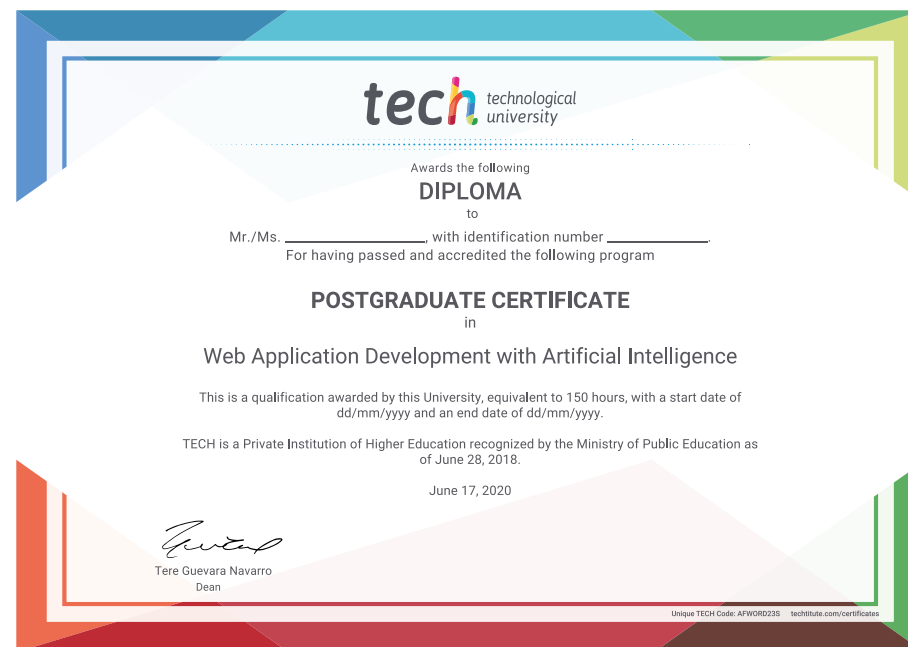 tech technological
university
Awards the following
DIPLOMA
to
Mr./Ms. ____________, with identification number ____________.
For having passed and accredited the following program
POSTGRADUATE CERTIFICATE
in
Web Application Development with Artificial Intelligence
This is a qualification awarded by this University, equivalent to 150 hours, with a start date of
dd/mm/yyyy and an end date of dd/mm/yyyy.
TECH is a Private Institution of Higher Education recognized by the Ministry of Public Education as
of June 28, 2018.
June 17, 2020
Tere Guevara Navarro
Dean
Unique TECH Code: AFWORD23S techtitute.com/certificates